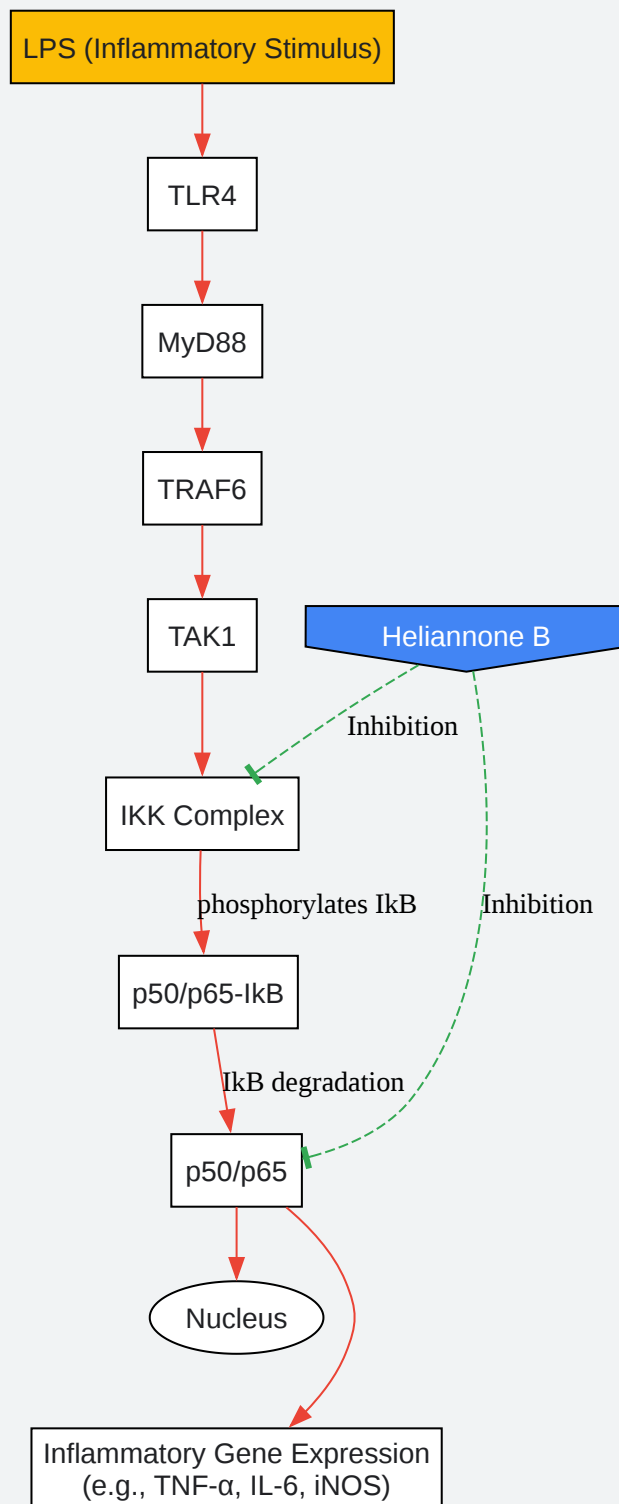 LPS (Inflammatory Stimulus)
TLR4
MyD88
TRAF6
TAK1
Heliannone B
Inhibition
IKK Complex
phosphorylates IkB
Inhibition
p50/p65-IkB
IkB degradation
p50/p65
Nucleus
Inflammatory Gene Expression
(e.g., TNF-α, IL-6, iNOS)